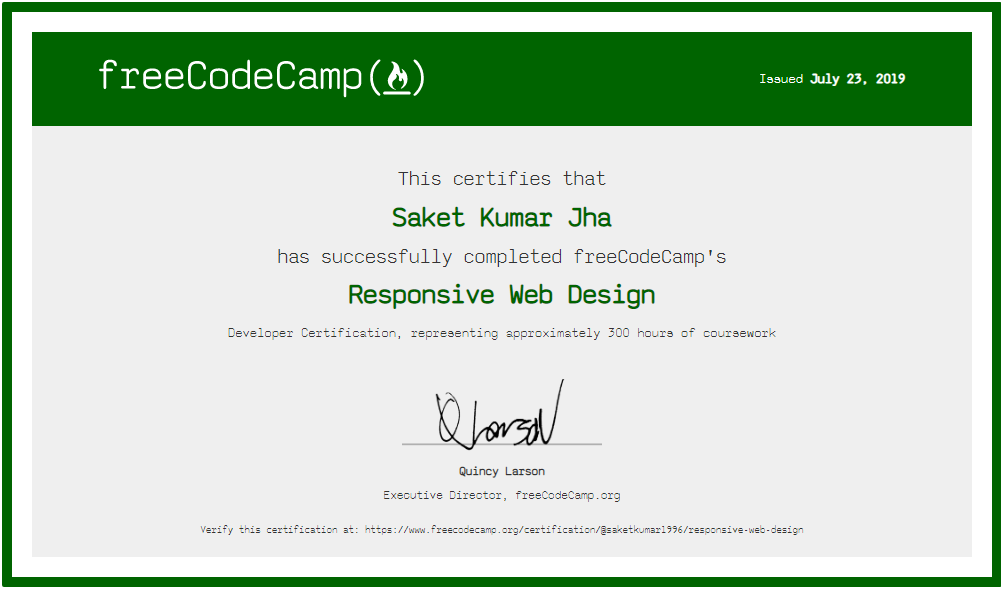 freeCodeCamp(🔥)
Issued July 23, 2019
This certifies that
Saket Kumar Jha
has successfully completed freeCodeCamp's
Responsive Web Design
Developer Certification, representing approximately 300 hours of coursework
QLarson
Quincy Larson
Executive Director, freeCodeCamp.org
Verify this certification at: https://www.freecodecamp.org/certification/@saketkumar1996/responsive-web-design